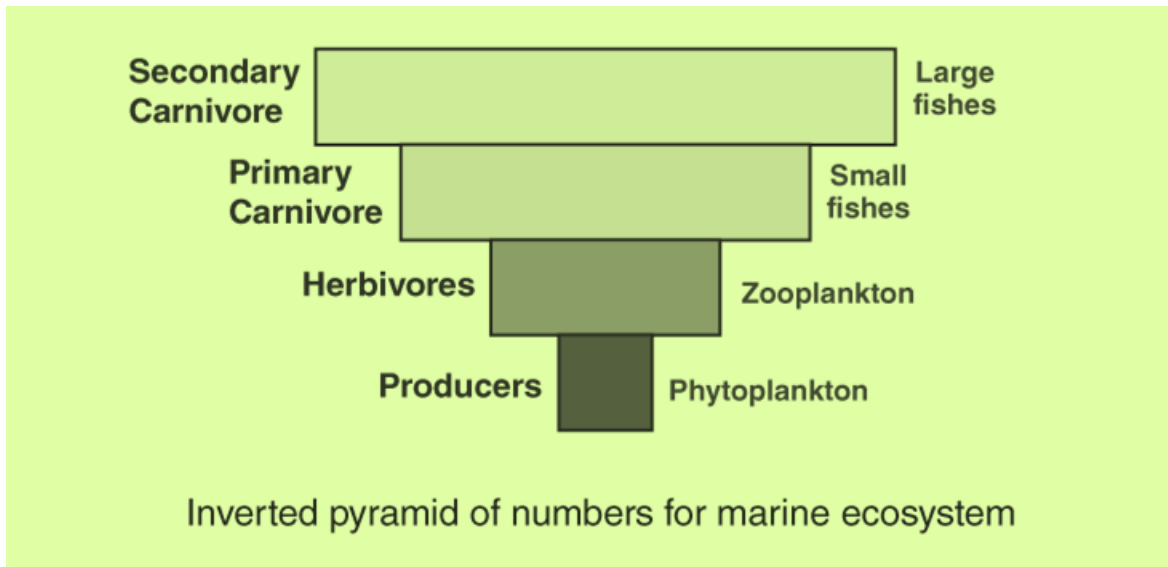 Secondary
Carnivore
Large
fishes
Primary
Carnivore
Small
fishes
Herbivores
Zooplankton
Producers
Phytoplankton
Inverted pyramid of numbers for marine ecosystem